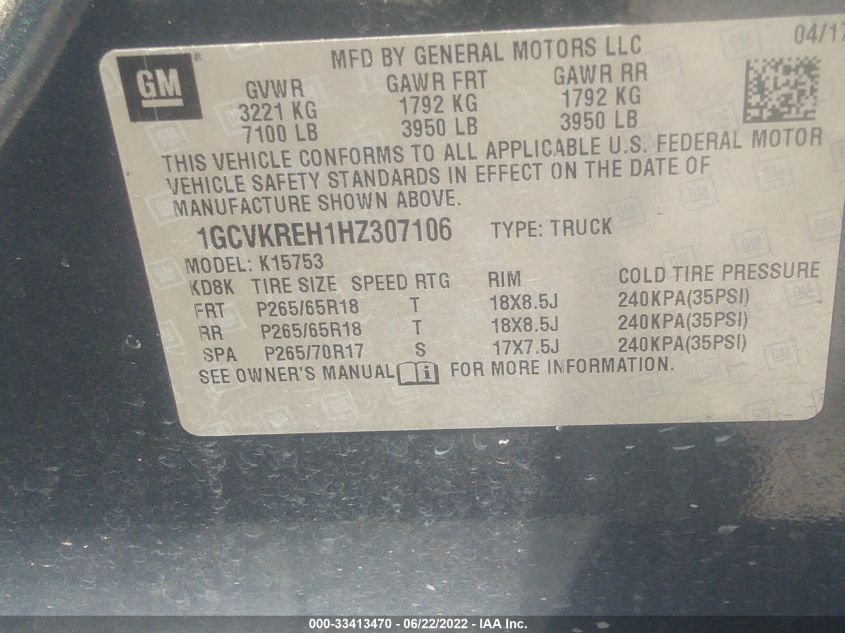 GM
MFD BY GENERAL MOTORS LLC 04/17
GVWR GAWR FRT GAWR RR
3221 KG 1792 KG 1792 KG
7100 LB 3950 LB 3950 LB
THIS VEHICLE CONFORMS TO ALL APPLICABLE U.S. FEDERAL MOTOR
VEHICLE SAFETY STANDARDS IN EFFECT ON THE DATE OF
MANUFACTURE SHOWN ABOVE.
1GCVKREH1HZ307106 TYPE: TRUCK
MODEL: K15753
KD8K TIRE SIZE SPEED RTG RIM COLD TIRE PRESSURE
FRT P265/65R18 T 18X8.5J 240KPA(35PSI)
RR P265/65R18 T 18X8.5J 240KPA(35PSI)
SPA P265/70R17 S 17X7.5J 240KPA(35PSI)
SEE OWNER'S MANUAL i FOR MORE INFORMATION.
000-33413470 - 06/22/2022 - IAA Inc.